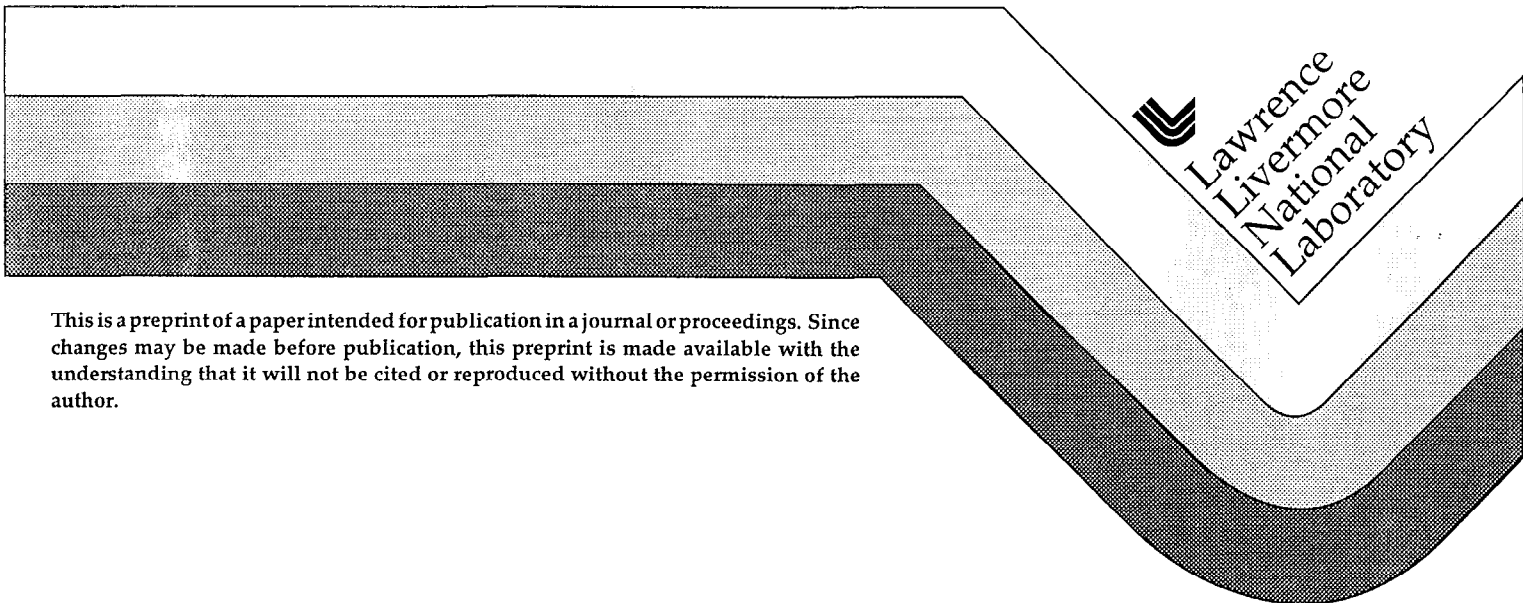 Lawrence
Livermore
National
Laboratory
This is a preprint of a paper intended for publication in a journal or proceedings. Since
changes may be made before publication, this preprint is made available with the
understanding that it will not be cited or reproduced without the permission of the
author.